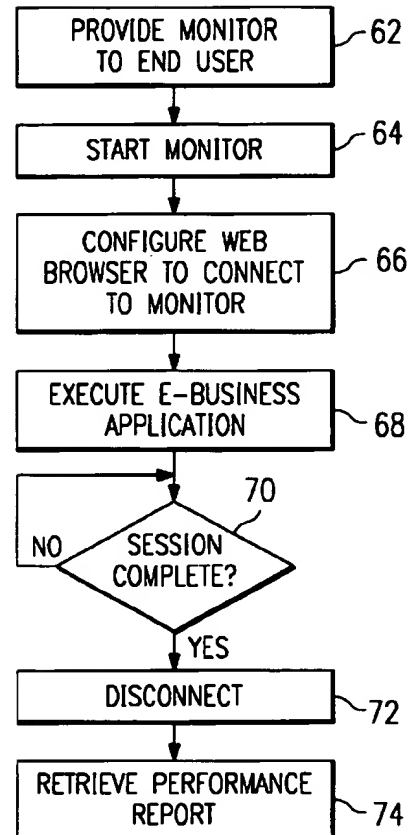 PROVIDE MONITOR
TO END USER
62
START MONITOR
64
CONFIGURE WEB
BROWSER TO CONNECT
TO MONITOR
66
EXECUTE E-BUSINESS
APPLICATION
68
70
NO
SESSION
COMPLETE?
YES
DISCONNECT
72
RETRIEVE PERFORMANCE
REPORT
74